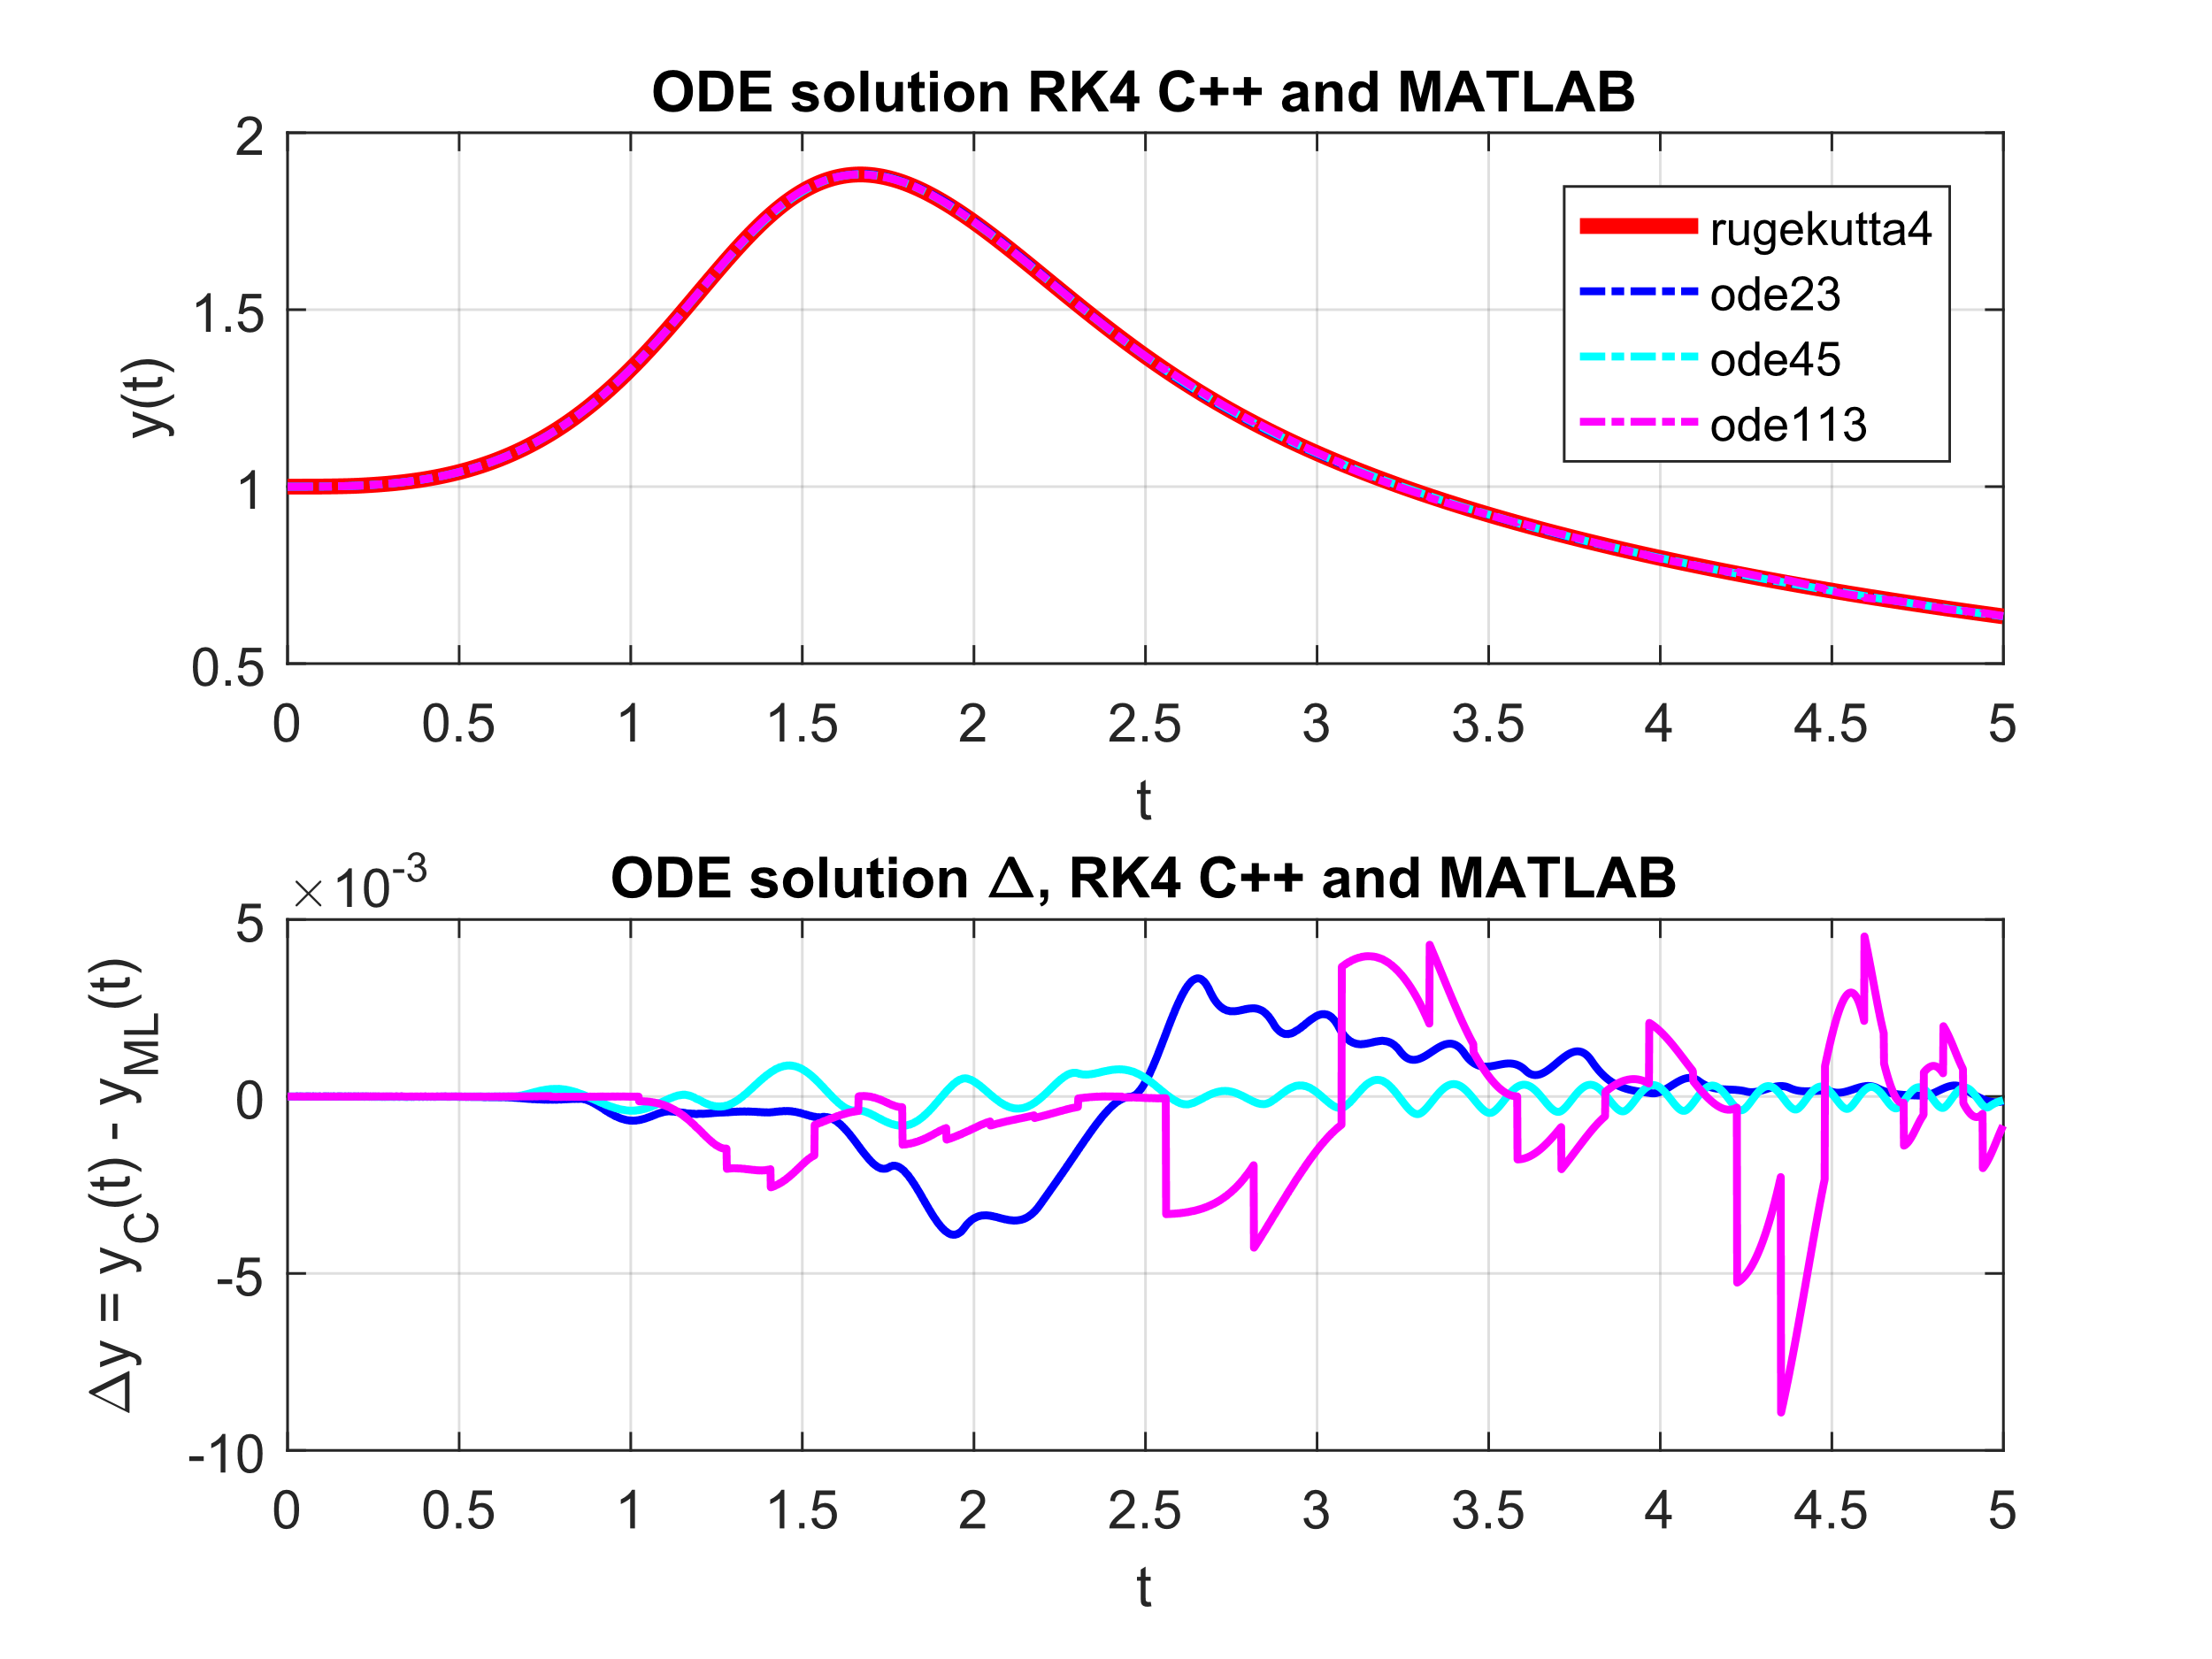 ODE solution RK4 C++ and MATLAB
2
1.5
1
0.5
y(t)
rugekutta4
ode23
ode45
ode113
0 0.5 1 1.5 2 2.5 3 3.5 4 4.5 5
t
ODE solution Δ, RK4 C++ and MATLAB
×10-3
5
0
-5
-10
Δy = yC(t) - yML(t)
0 0.5 1 1.5 2 2.5 3 3.5 4 4.5 5
t